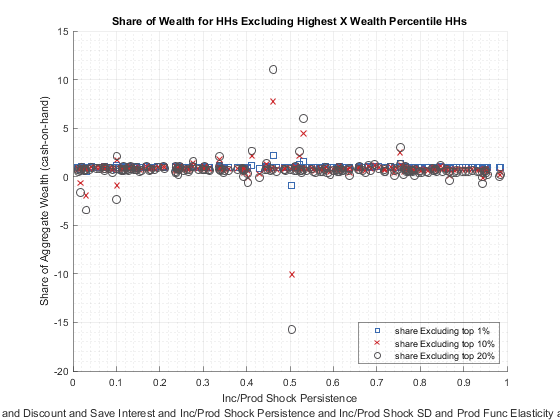 Share of Wealth for HHs Excluding Highest X Wealth Percentile HHs
Share of Aggregate Wealth (cash-on-hand)
15
10
5
0
-5
-10
-15
-20
0 0.1 0.2 0.3 0.4 0.5 0.6 0.7 0.8 0.9 1
share Excluding top 1%
share Excluding top 10%
share Excluding top 20%
Inc/Prod Shock Persistence
and Discount and Save Interest and Inc/Prod Shock Persistence and Inc/Prod Shock SD and Prod Func Elasticity a